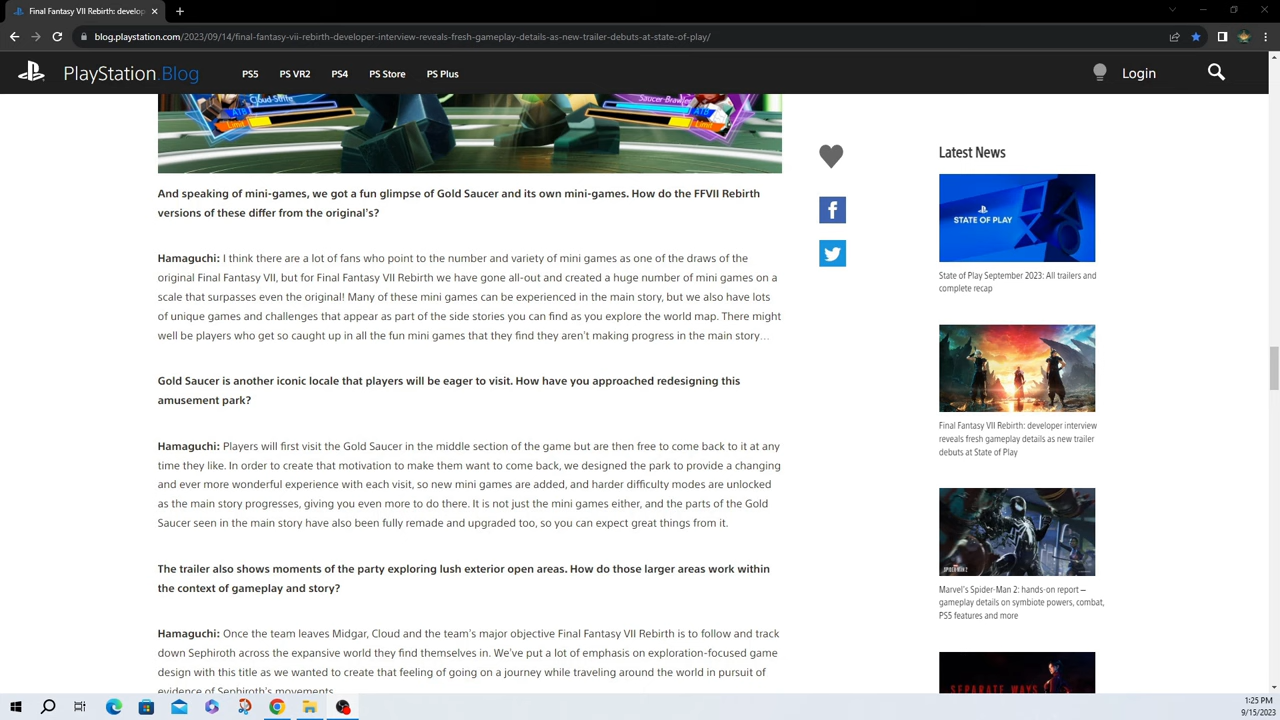 Final Fantasy VII Rebirth: develop
blog.playstation.com/2023/09/14/final-fantasy-vii-rebirth-developer-interview-reveals-fresh-gameplay-details-as-new-trailer-debuts-at-state-of-play/
PlayStation.Blog PS5 PS VR2 PS4 PS Store PS Plus Login
Cloud Strife
Saucer Brawler
ATB
ATB
Limit
Limit
And speaking of mini-games, we got a fun glimpse of Gold Saucer and its own mini-games. How do the FFVII Rebirth
versions of these differ from the original's?
Hamaguchi: I think there are a lot of fans who point to the number and variety of mini games as one of the draws of the
original Final Fantasy VII, but for Final Fantasy VII Rebirth we have gone all-out and created a huge number of mini games on a
scale that surpasses even the original! Many of these mini games can be experienced in the main story, but we also have lots
of unique games and challenges that appear as part of the side stories you can find as you explore the world map. There might
well be players who get so caught up in all the fun mini games that they find they aren't making progress in the main story…
Gold Saucer is another iconic locale that players will be eager to visit. How have you approached redesigning this
amusement park?
Hamaguchi: Players will first visit the Gold Saucer in the middle section of the game but are then free to come back to it at any
time they like. In order to create that motivation to make them want to come back, we designed the park to provide a changing
and ever more wonderful experience with each visit, so new mini games are added, and harder difficulty modes are unlocked
as the main story progresses, giving you even more to do there. It is not just the mini games either, and the parts of the Gold
Saucer seen in the main story have also been fully remade and upgraded too, so you can expect great things from it.
The trailer also shows moments of the party exploring lush exterior open areas. How do those larger areas work within
the context of gameplay and story?
Hamaguchi: Once the team leaves Midgar, Cloud and the team's major objective Final Fantasy VII Rebirth is to follow and track
down Sephiroth across the expansive world they find themselves in. We've put a lot of emphasis on exploration-focused game
design with this title as we wanted to create that feeling of going on a journey while traveling around the world in pursuit of
evidence of Sephiroth's movements.
Latest News
STATE OF PLAY
State of Play September 2023: All trailers and
complete recap
Final Fantasy VII Rebirth: developer interview
reveals fresh gameplay details as new trailer
debuts at State of Play
Marvel's Spider-Man 2: hands-on report –
gameplay details on symbiote powers, combat,
PS5 features and more
SEPARATE WAYS
1:25 PM
9/15/2023